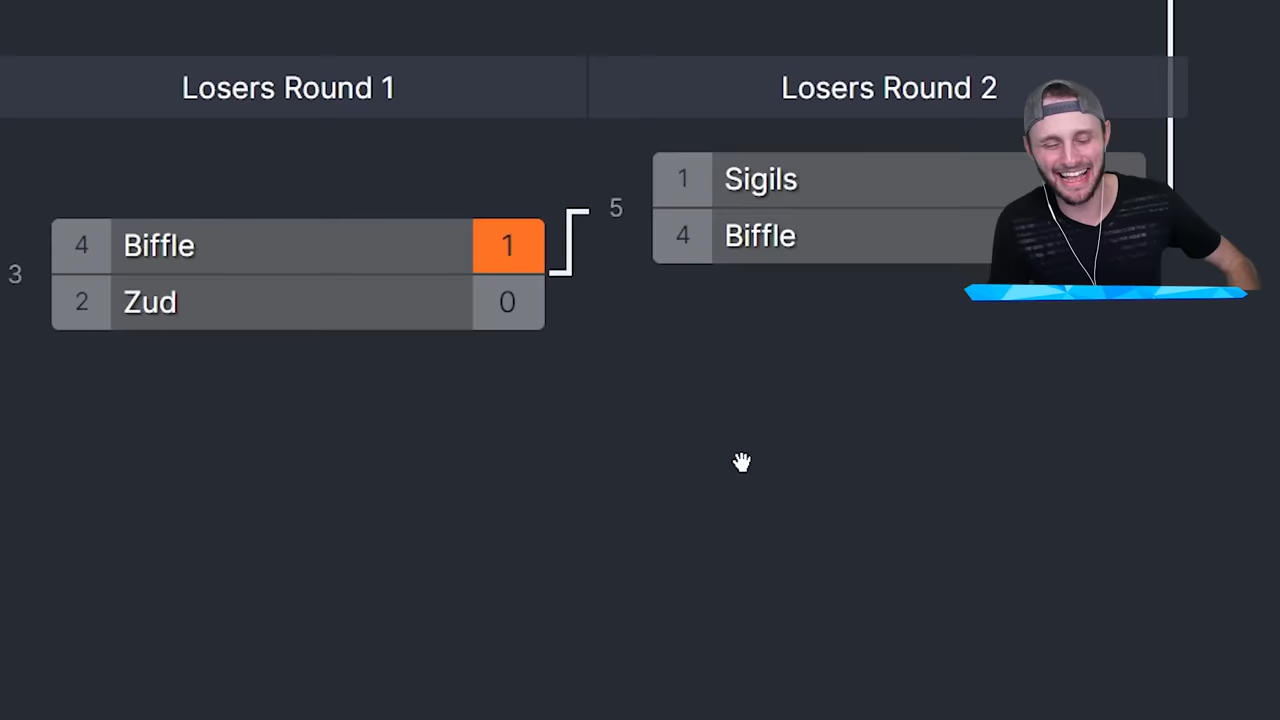 Losers Round 1
Losers Round 2
3
4 Biffle 1
2 Zud 0
5
1 Sigils
4 Biffle